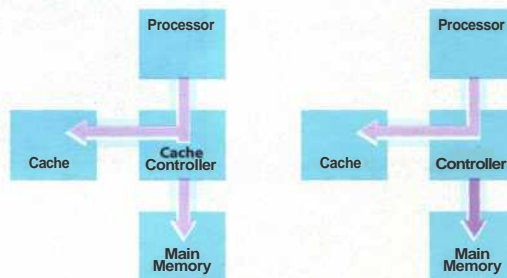 Processor
Cache
Cache
Controller
Main
Memory
Processor
Cache
Controller
Main
Memory